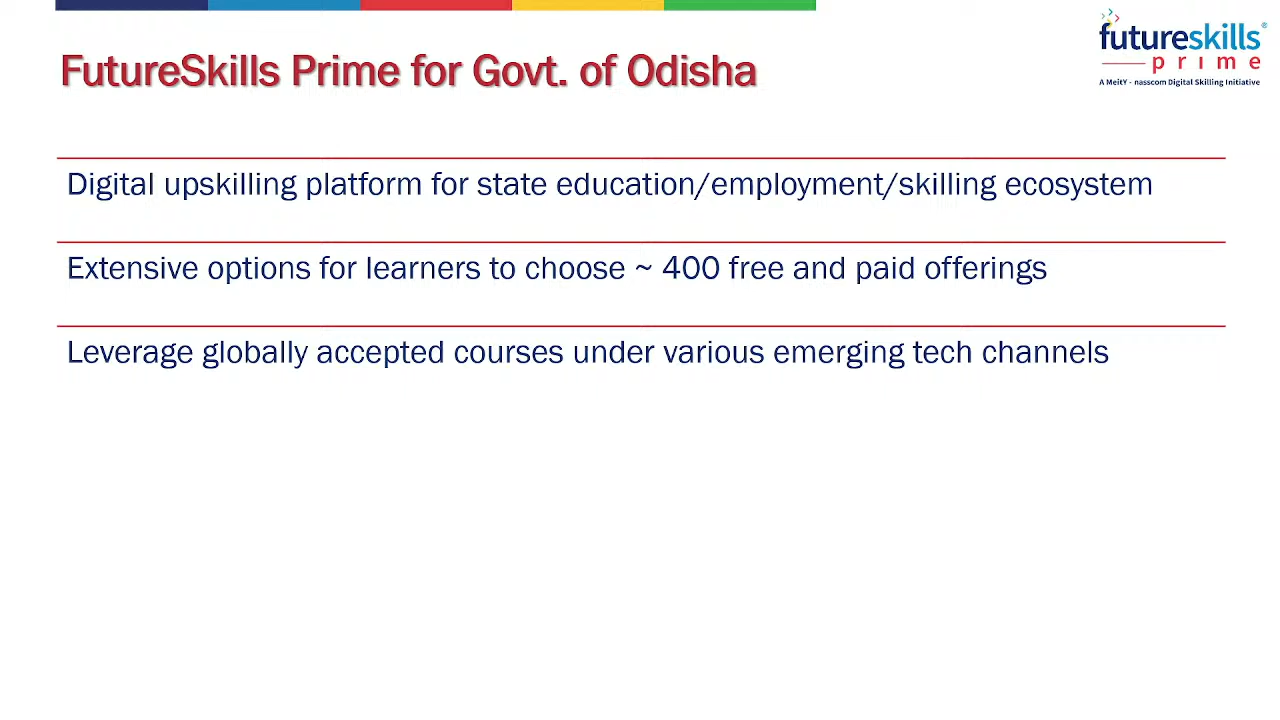 FutureSkills Prime for Govt. of Odisha
futureskills®
prime
A MeitY - nasscom Digital Skilling Initiative
Digital upskilling platform for state education/employment/skilling ecosystem
Extensive options for learners to choose ~ 400 free and paid offerings
Leverage globally accepted courses under various emerging tech channels